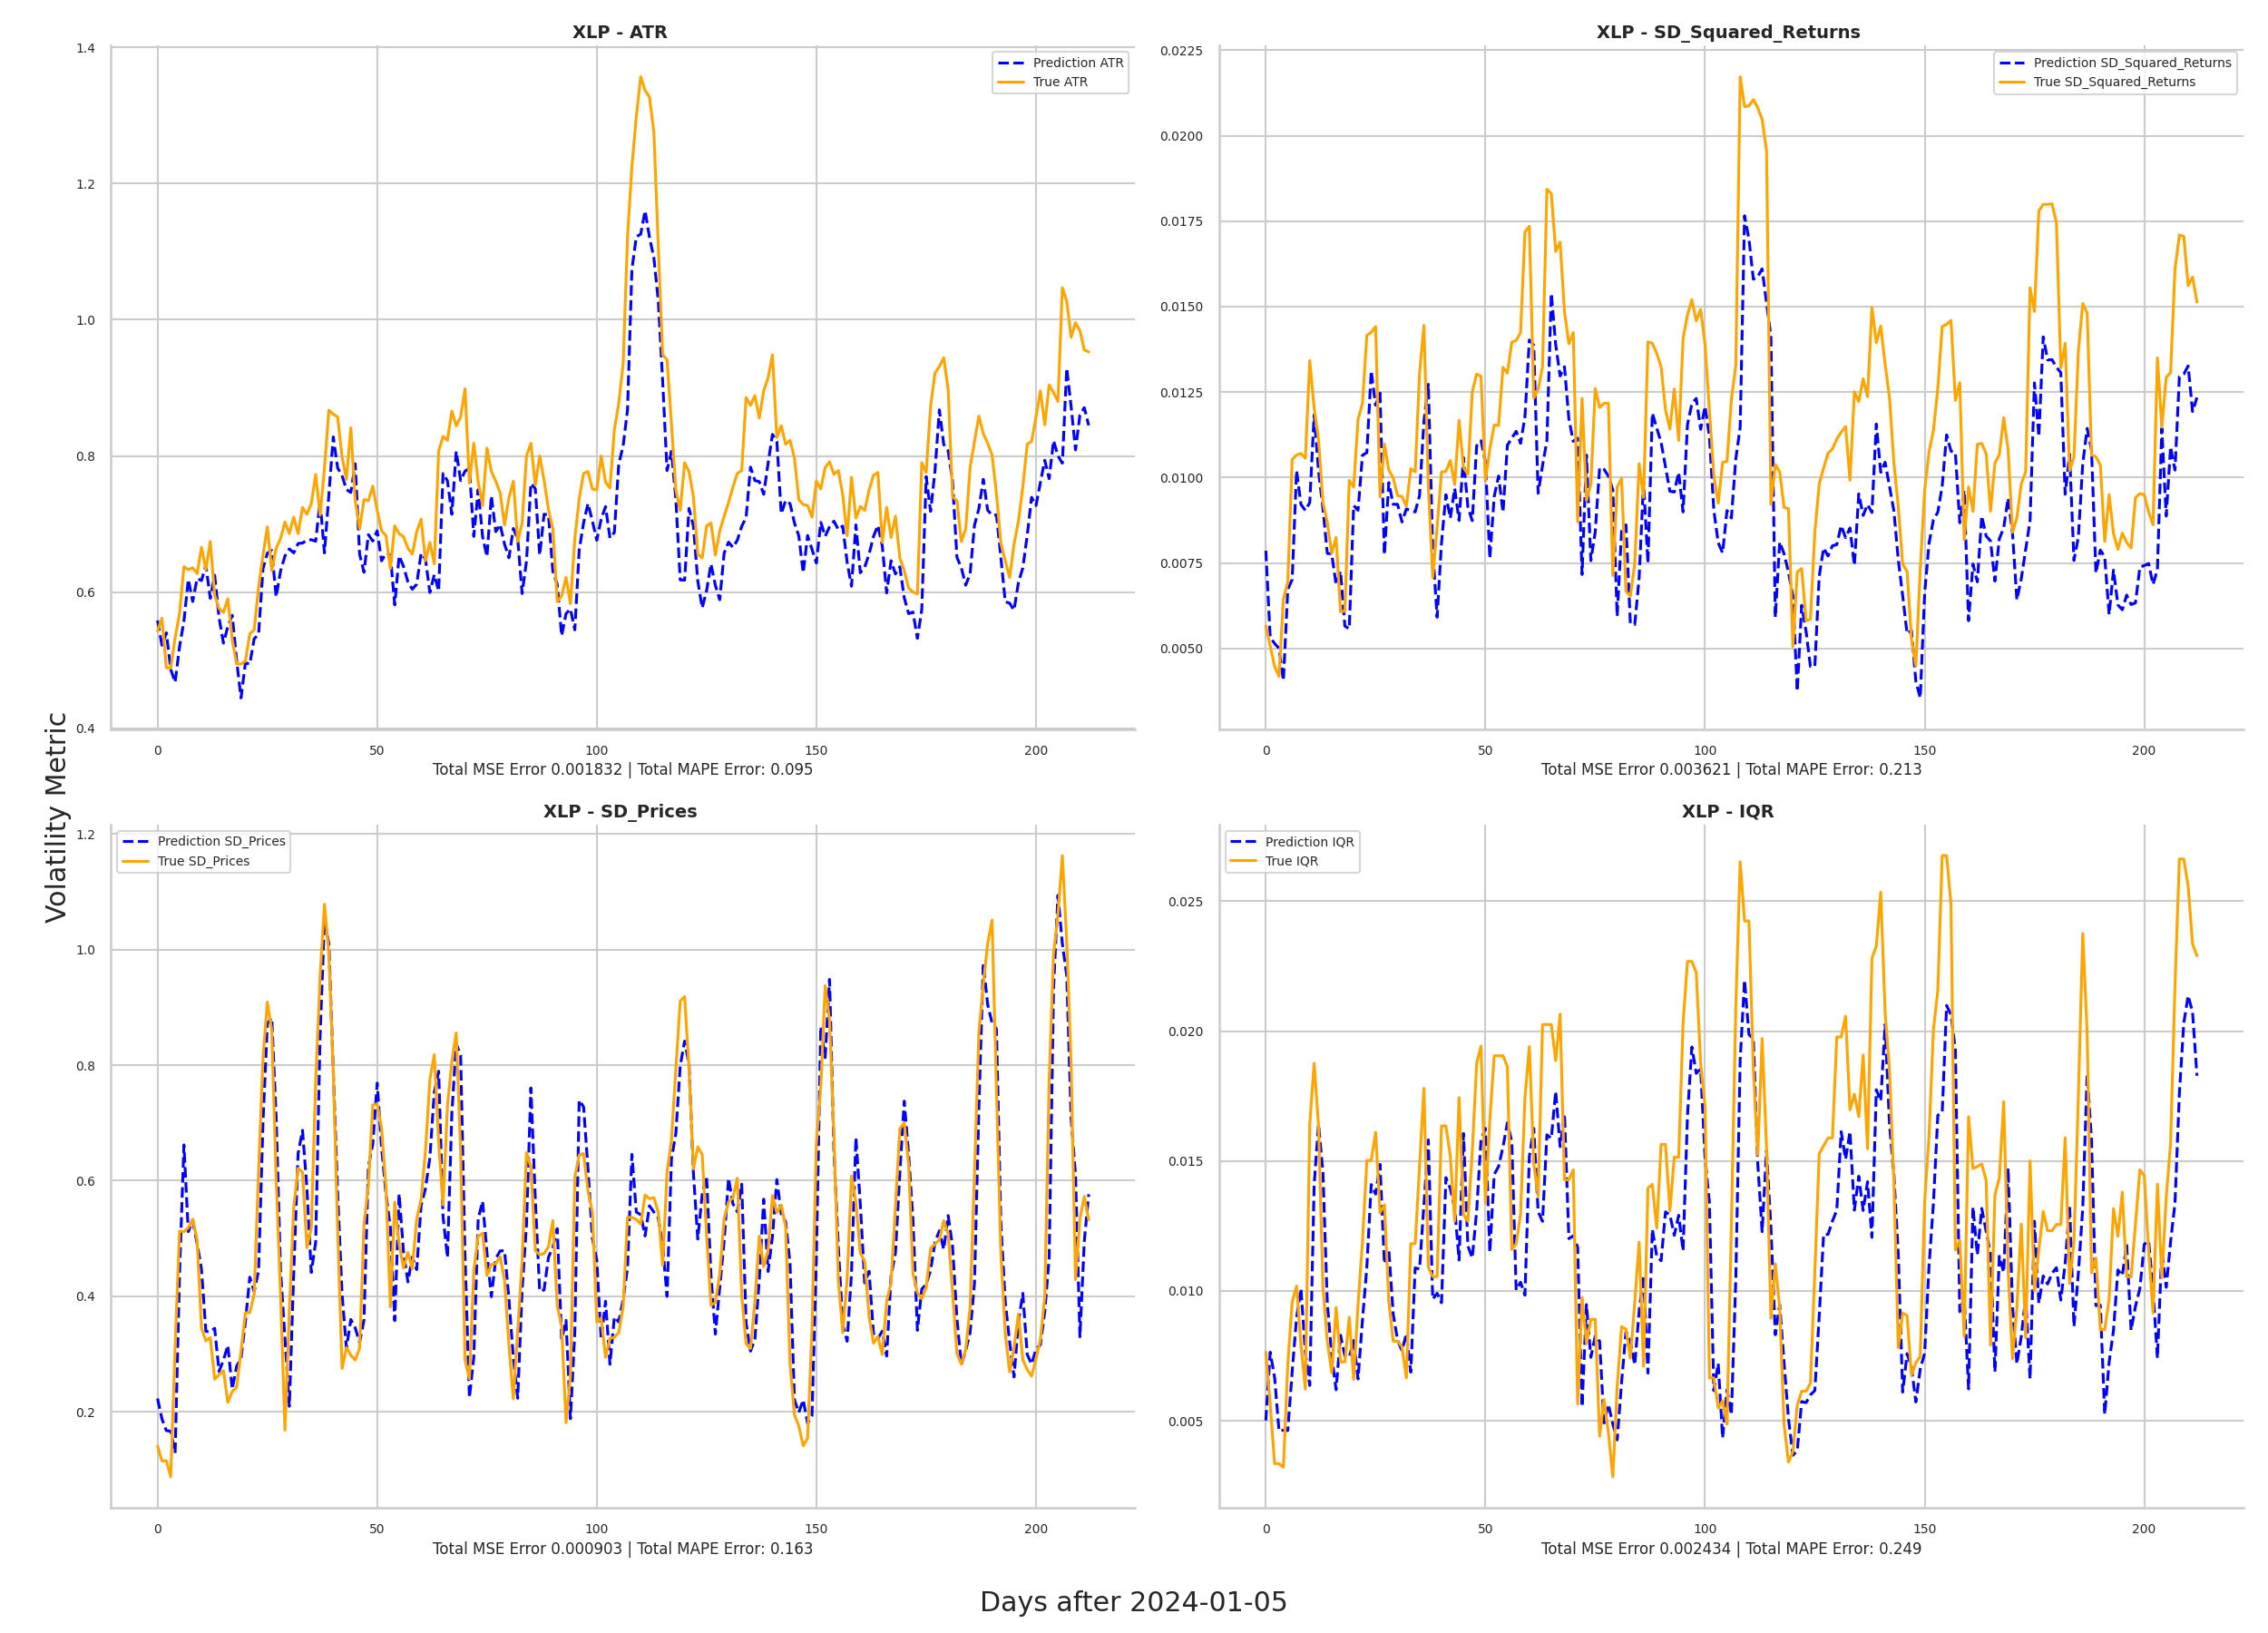 XLP - ATR
1.4
1.2
1.0
0.8
0.6
0.4
Prediction ATR
True ATR
0 50 100 150 200
Total MSE Error 0.001832 | Total MAPE Error: 0.095
XLP - SD_Squared_Returns
0.0225
0.0200
0.0175
0.0150
0.0125
0.0100
0.0075
0.0050
Prediction SD_Squared_Returns
True SD_Squared_Returns
0 50 100 150 200
Total MSE Error 0.003621 | Total MAPE Error: 0.213
Volatility Metric
XLP - SD_Prices
1.2
1.0
0.8
0.6
0.4
0.2
Prediction SD_Prices
True SD_Prices
0 50 100 150 200
Total MSE Error 0.000903 | Total MAPE Error: 0.163
XLP - IQR
0.025
0.020
0.015
0.010
0.005
Prediction IQR
True IQR
0 50 100 150 200
Total MSE Error 0.002434 | Total MAPE Error: 0.249
Days after 2024-01-05